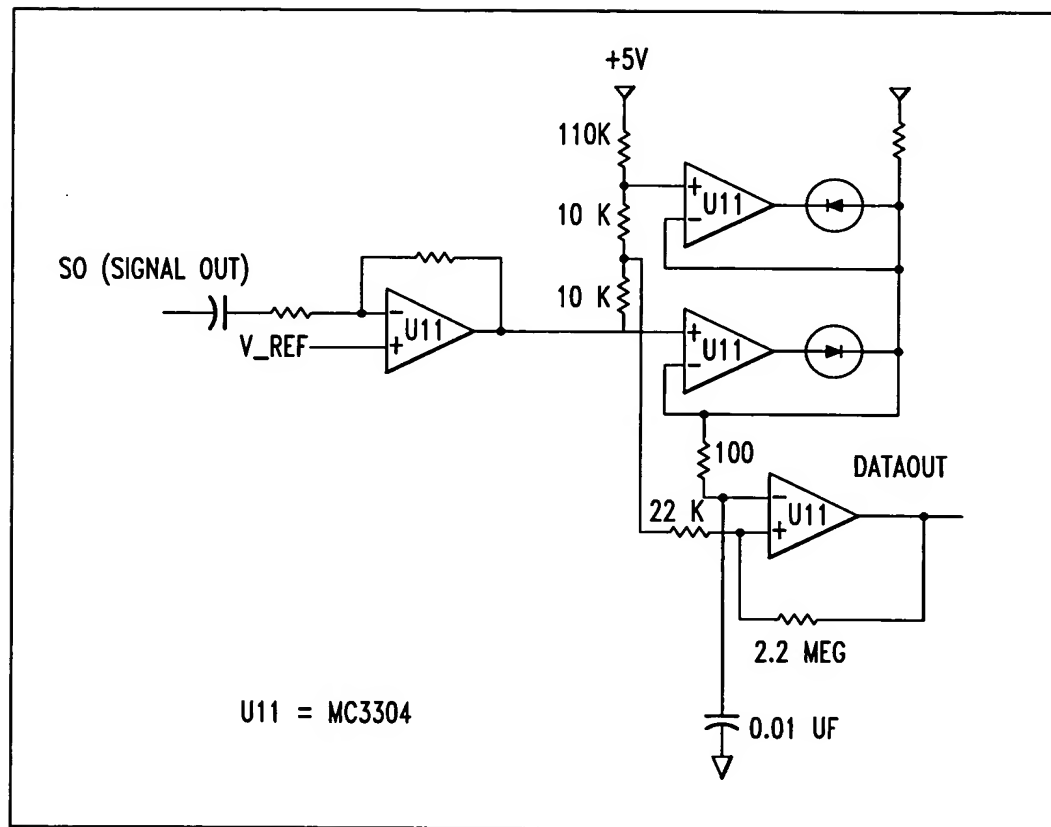 +5V
110K
+
U11
-
10 K
SO (SIGNAL OUT)
10 K
-
U11
+
V_REF
+
U11
-
100
DATAOUT
22 K
-
U11
+
2.2 MEG
U11 = MC3304
0.01 UF